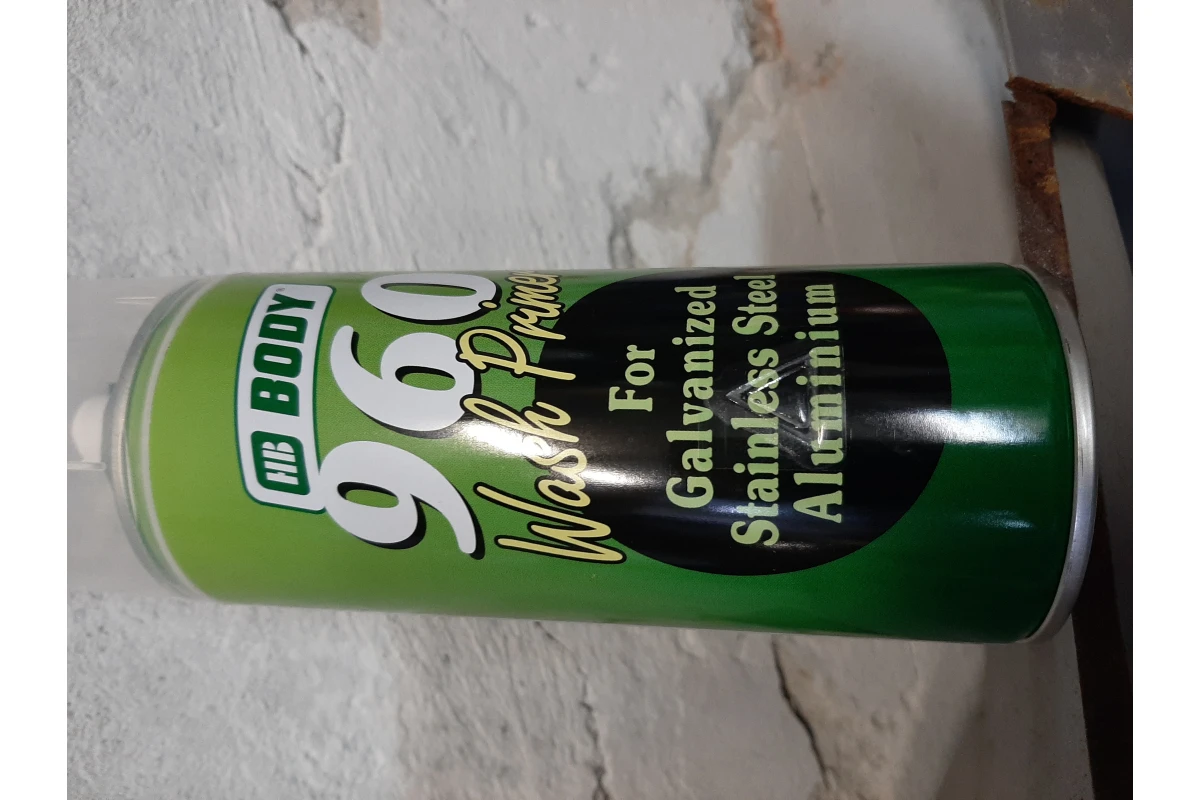 HB BODY
960
Wash Primer
For
Galvanized
Stainless Steel
Aluminium